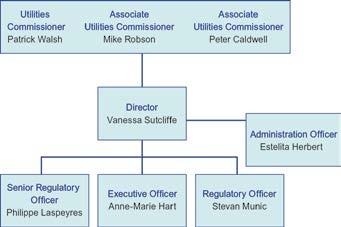 Utilities
Commissioner
Patrick Walsh
Associate
Utilities Commissioner
Mike Robson
Associate
Utilities Commissioner
Peter Caldwell
Director
Vanessa Sutcliffe
Administration Officer
Estelita Herbert
Senior Regulatory
Officer
Philippe Laspeyres
Executive Officer
Anne-Marie Hart
Regulatory Officer
Stevan Munic